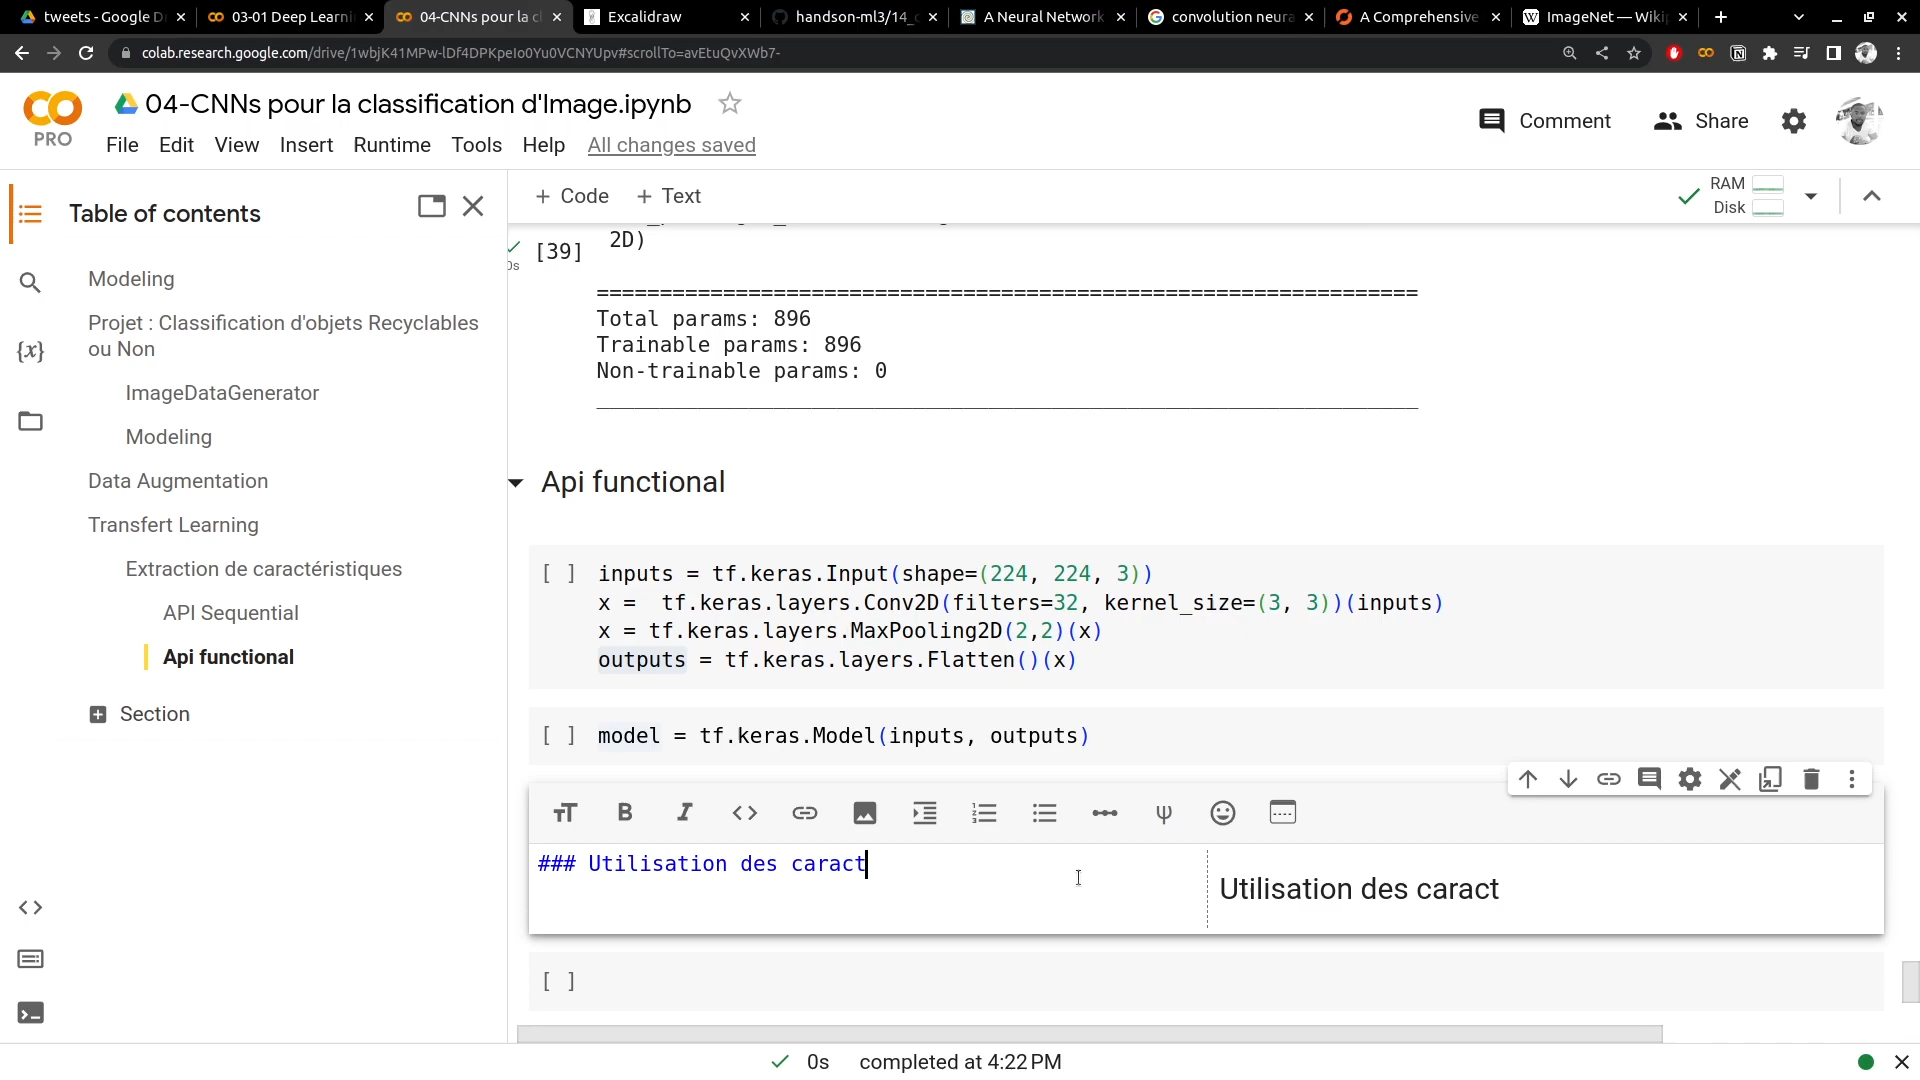 tweets - Google D
03-01 Deep Learni
04-CNNs pour la cl
Excalidraw
handson-ml3/14_c
A Neural Network
convolution neura
A Comprehensive
ImageNet — Wiki
colab.research.google.com/drive/1wbjK41MPw-lDf4DPKpeIo0Yu0VCNYUpv#scrollTo=avEtuQvXWb7-
PRO
04-CNNs pour la classification d'Image.ipynb
File Edit View Insert Runtime Tools Help All changes saved
Comment
Share
Table of contents
Modeling
Projet : Classification d'objets Recyclables
ou Non
ImageDataGenerator
Modeling
Data Augmentation
Transfert Learning
Extraction de caractéristiques
API Sequential
Api functional
Section
+ Code + Text
RAM
Disk
2D)
[39]
0s
=================================================================
Total params: 896
Trainable params: 896
Non-trainable params: 0
_________________________________________________________________
Api functional
[ ] inputs = tf.keras.Input(shape=(224, 224, 3))
x =  tf.keras.layers.Conv2D(filters=32, kernel_size=(3, 3))(inputs)
x = tf.keras.layers.MaxPooling2D(2,2)(x)
outputs = tf.keras.layers.Flatten()(x)
[ ] model = tf.keras.Model(inputs, outputs)
### Utilisation des caract
Utilisation des caract
[ ]
0s completed at 4:22 PM